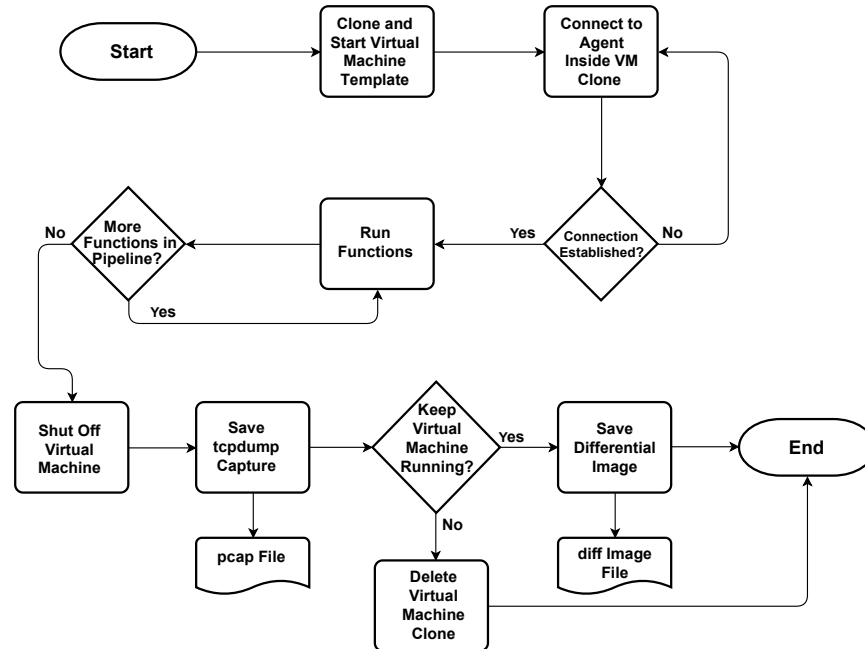 Start
Clone and
Start Virtual
Machine
Template
Connect to
Agent
Inside VM
Clone
Connection
Established?
No
Yes
Run
Functions
More
Functions in
Pipeline?
Yes
No
Shut Off
Virtual
Machine
Save
tcpdump
Capture
pcap File
Keep
Virtual
Machine
Running?
Yes
No
Save
Differential
Image
diff Image
File
Delete
Virtual
Machine
Clone
End